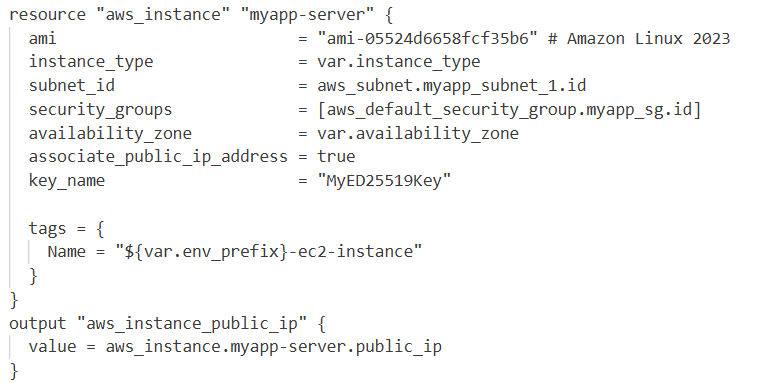 resource "aws_instance" "myapp-server" {
  ami                         = "ami-05524d6658fcf35b6" # Amazon Linux 2023
  instance_type               = var.instance_type
  subnet_id                   = aws_subnet.myapp_subnet_1.id
  security_groups             = [aws_default_security_group.myapp_sg.id]
  availability_zone           = var.availability_zone
  associate_public_ip_address = true
  key_name                    = "MyED25519Key"

  tags = {
    Name = "${var.env_prefix}-ec2-instance"
  }
}
output "aws_instance_public_ip" {
  value = aws_instance.myapp-server.public_ip
}